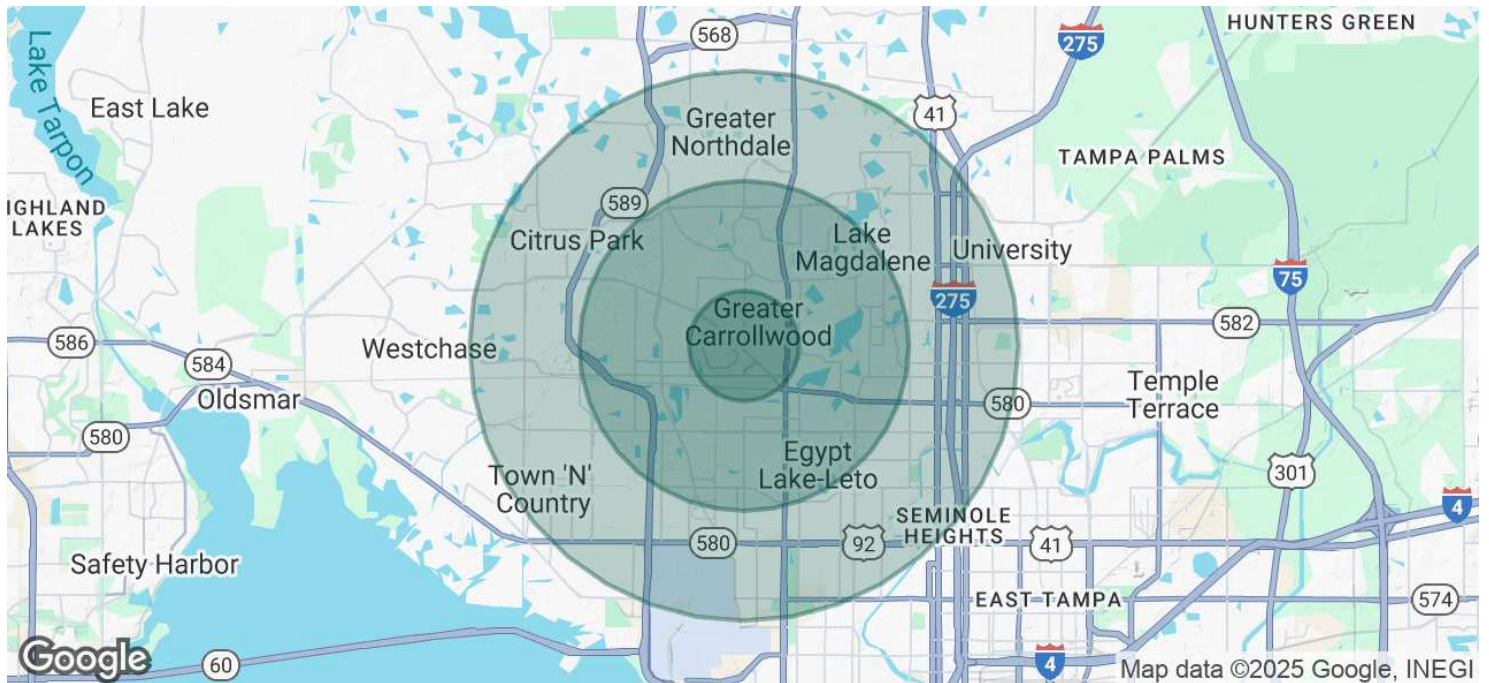 HUNTERS GREEN
568
275
Lake Tarpon
East Lake
Greater
Northdale
41
TAMPA PALMS
IGHLAND
LAKES
589
Citrus Park
Lake
Magdalene
University
75
275
Greater
Carrollwood
582
586
Westchase
584
Oldsmar
Temple
Terrace
580
580
Egypt
Lake-Leto
301
Town 'N'
Country
4
SEMINOLE
HEIGHTS
580
92
41
Safety Harbor
EAST TAMPA
574
Google
60
4
Map data ©2025 Google, INEGI